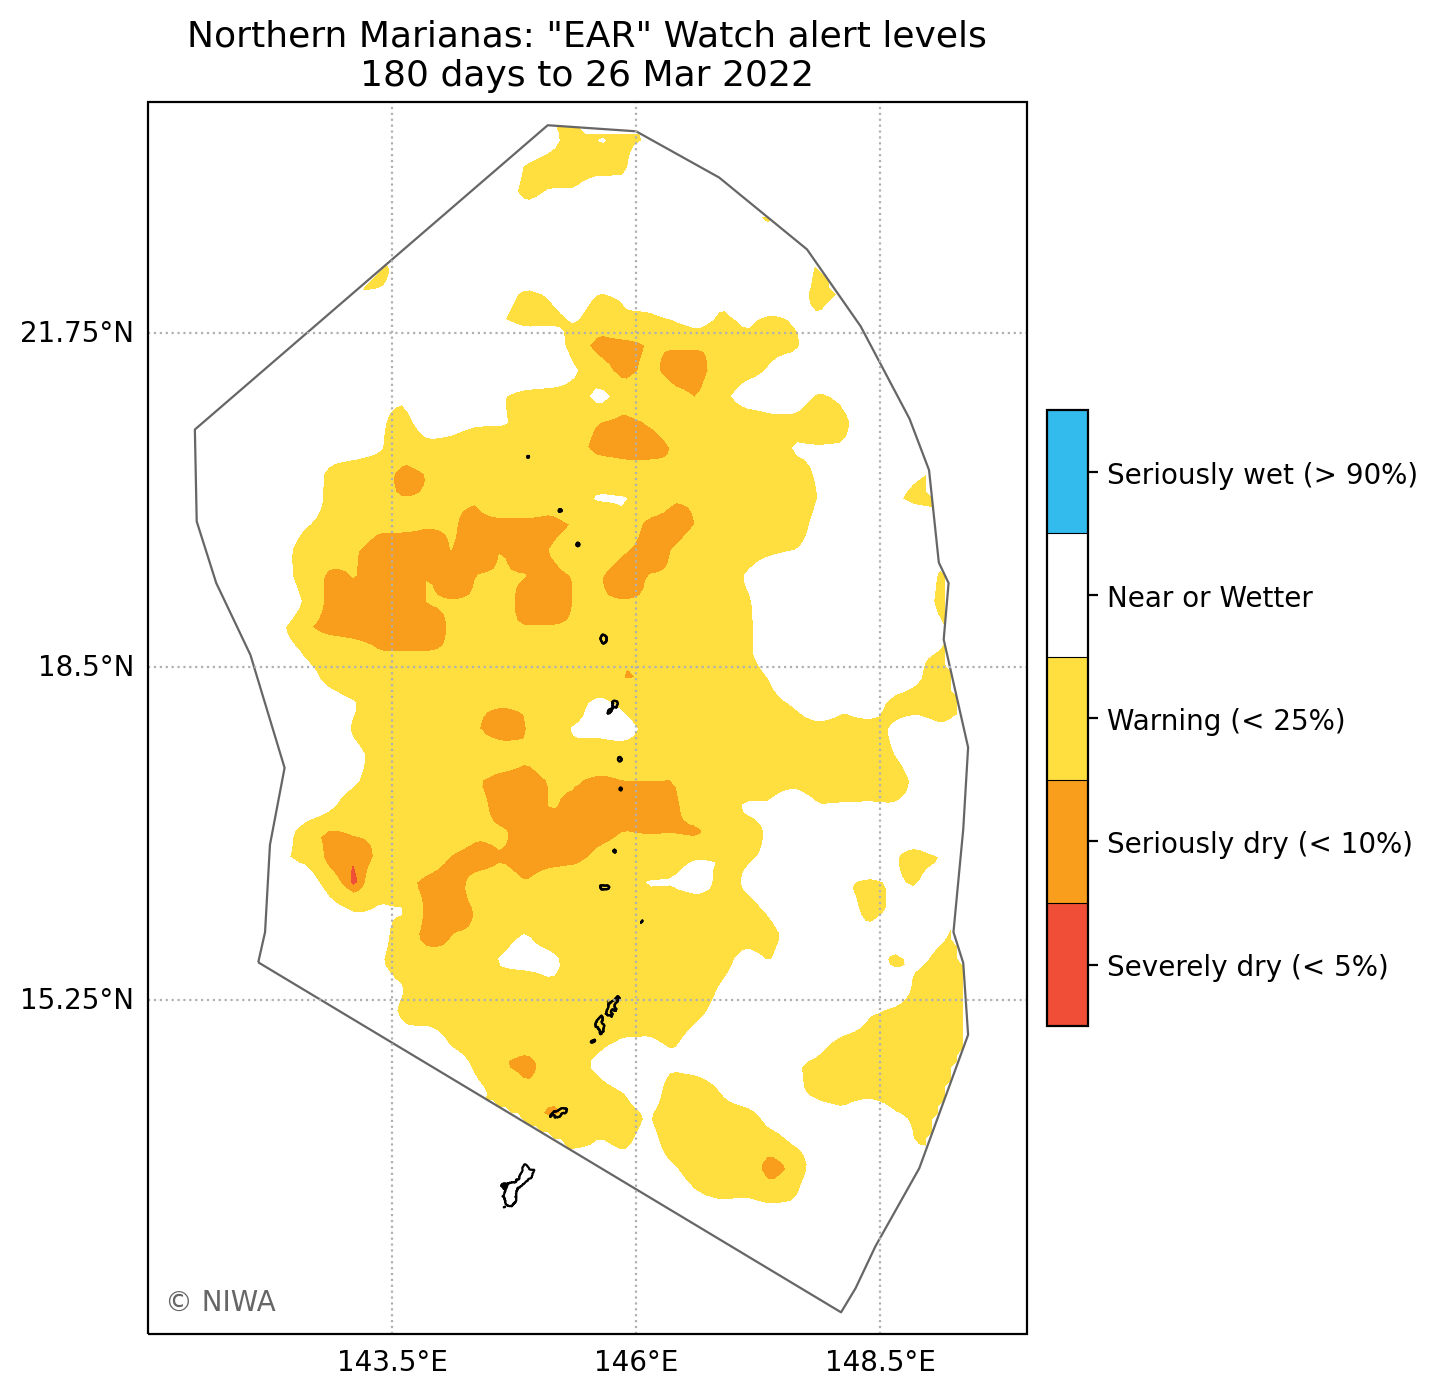 Northern Marianas: "EAR" Watch alert levels
180 days to 26 Mar 2022
21.75°N
18.5°N
15.25°N
143.5°E
146°E
148.5°E
Seriously wet (> 90%)
Near or Wetter
Warning (< 25%)
Seriously dry (< 10%)
Severely dry (< 5%)
© NIWA